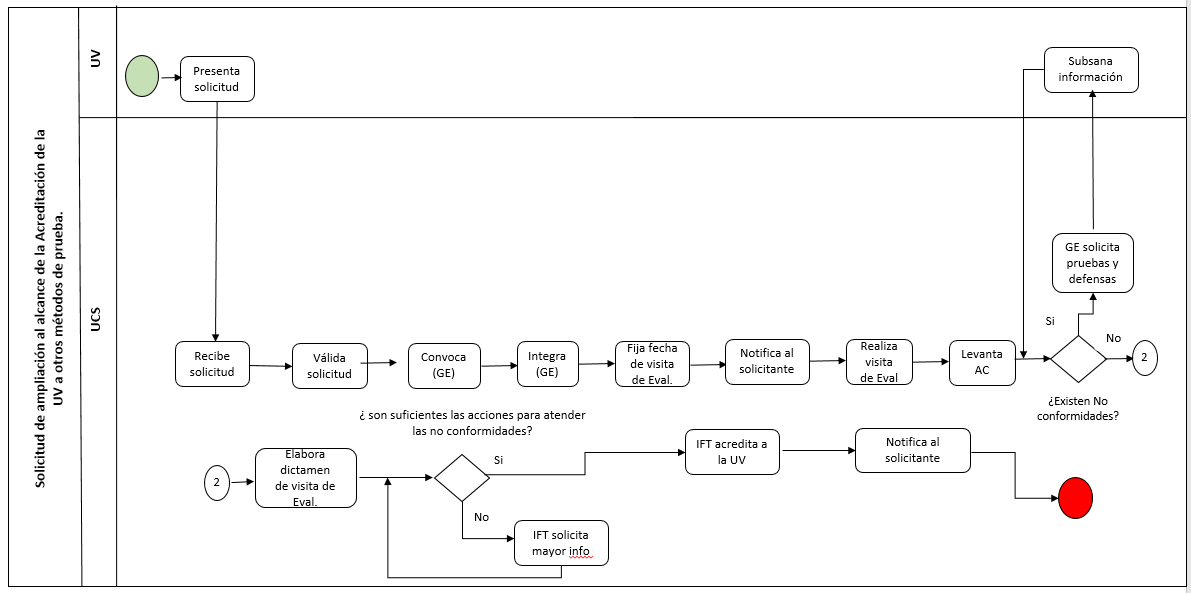 Solicitud de ampliación al alcance de la Acreditación de la
UV a otros métodos de prueba.
UV
Presenta
solicitud
Subsana
información
UCS
GE solicita
pruebas y
defensas
Si
No
Recibe
solicitud
Válida
solicitud
Convoca
(GE)
Integra
(GE)
Fija fecha
de visita
de Eval.
Notifica al
solicitante
Realiza
visita
de Eval
Levanta
AC
2
¿Existen No
conformidades?
¿ son suficientes las acciones para atender
las no conformidades?
2
Elabora
dictamen
de visita de
Eval.
Si
No
IFT solicita
mayor info
IFT acredita a
la UV
Notifica al
solicitante